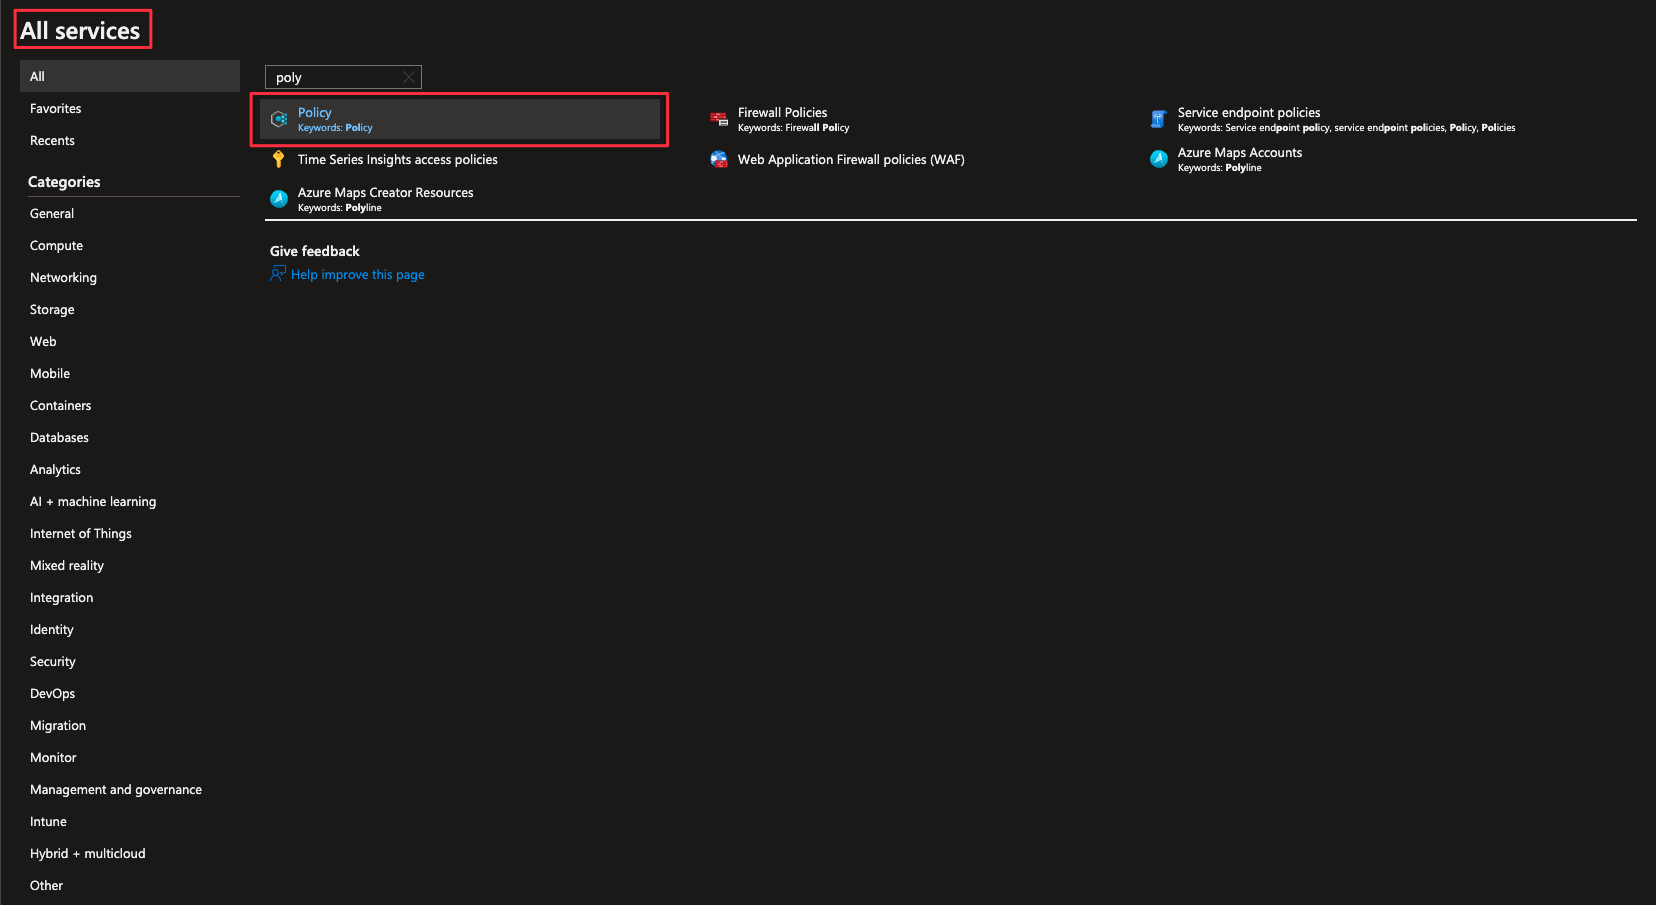 All services
All
Favorites
Recents
Categories
General
Compute
Networking
Storage
Web
Mobile
Containers
Databases
Analytics
AI + machine learning
Internet of Things
Mixed reality
Integration
Identity
Security
DevOps
Migration
Monitor
Management and governance
Intune
Hybrid + multicloud
Other
poly
Policy
Keywords: Policy
Firewall Policies
Keywords: Firewall Policy
Service endpoint policies
Keywords: Service endpoint policy, service endpoint policies, Policy, Policies
Time Series Insights access policies
Web Application Firewall policies (WAF)
Azure Maps Accounts
Keywords: Polyline
Azure Maps Creator Resources
Keywords: Polyline
Give feedback
Help improve this page